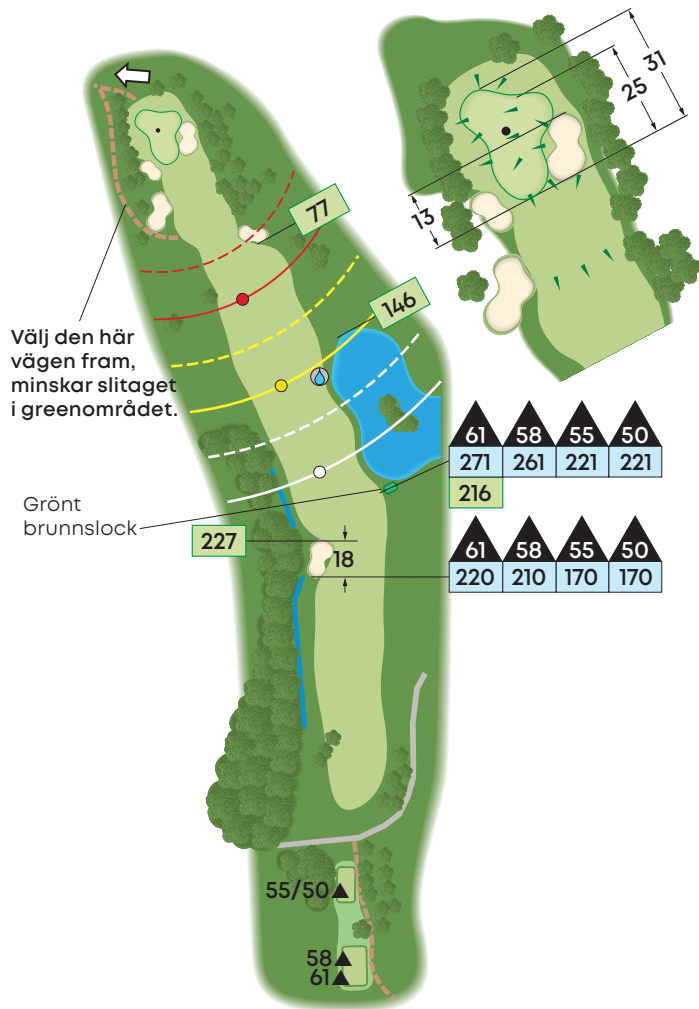 31
25
13
77
146
Välj den här
vägen fram,
minskar slitaget
i greenområdet.
61 58 55 50
271 261 221 221
216
Grönt
brunnslock
227
18
61 58 55 50
220 210 170 170
55/50
58
61